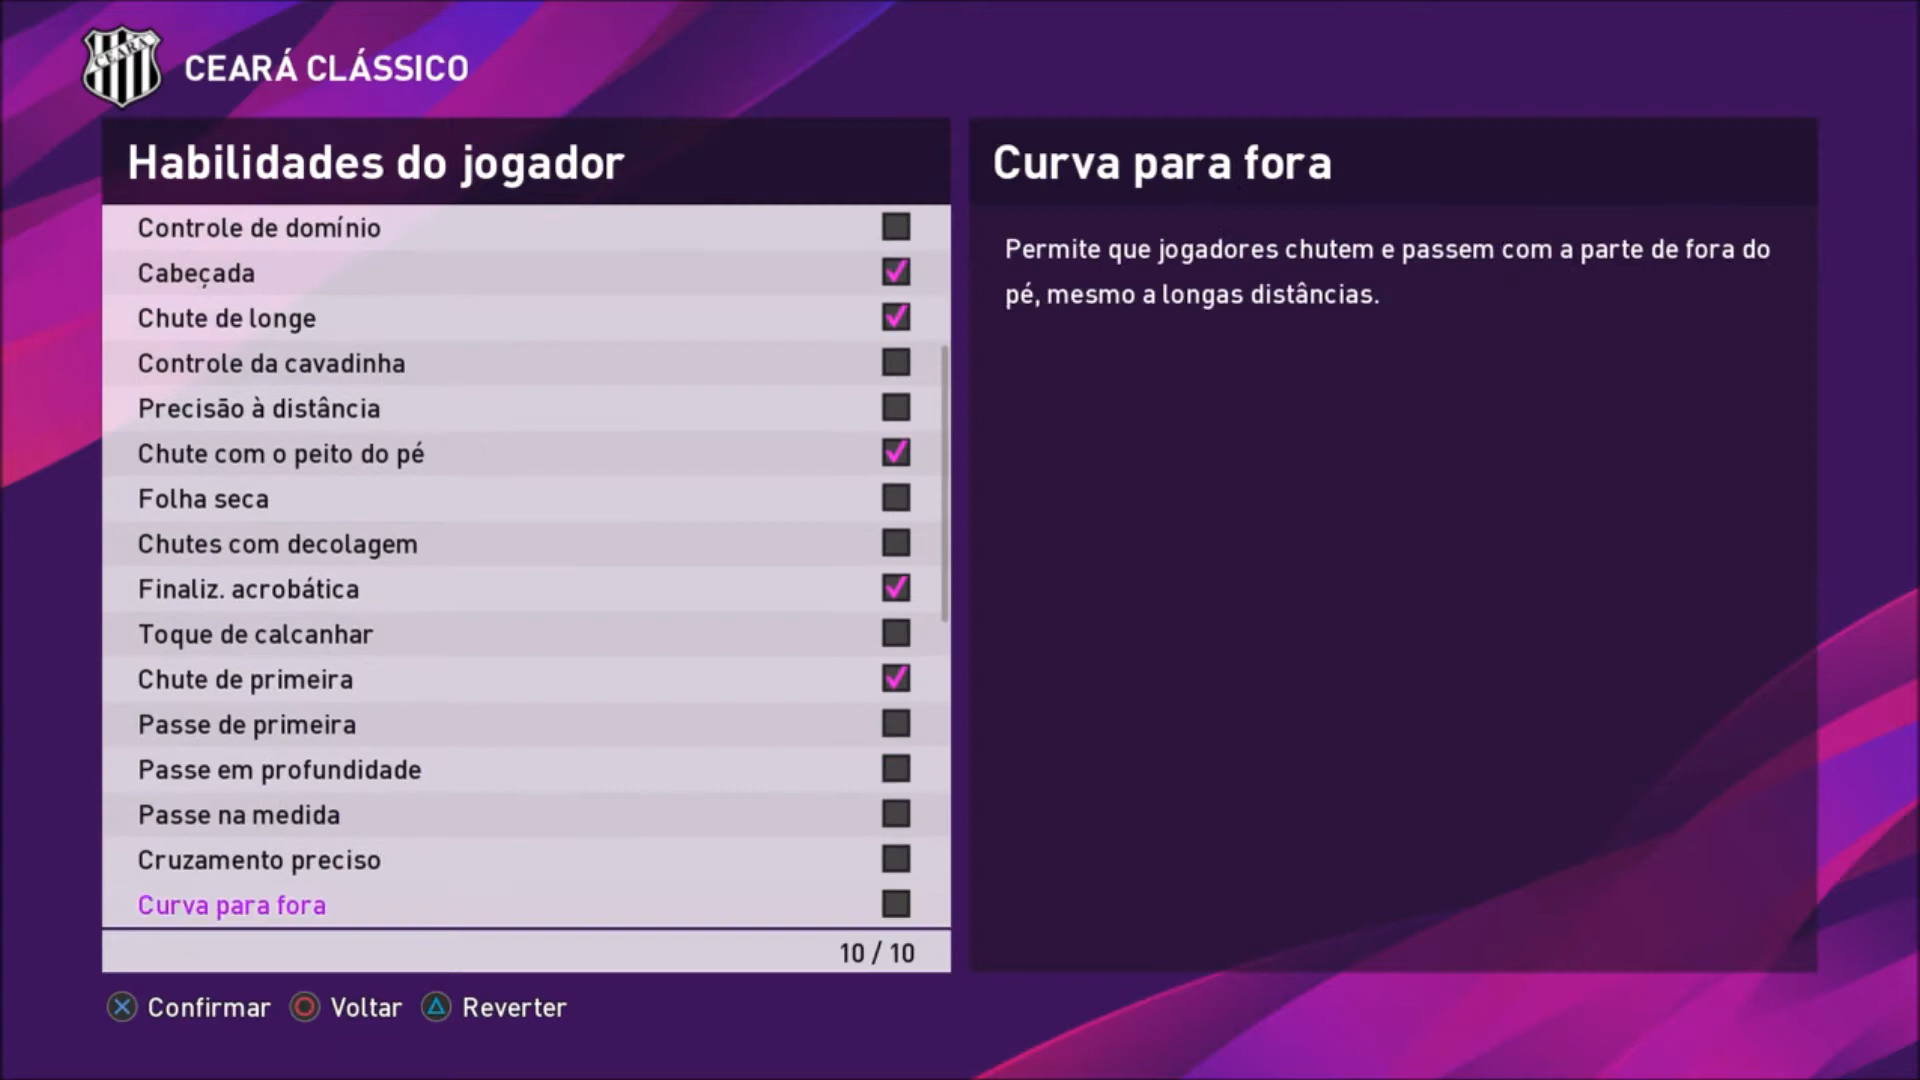 CEARÁ
CEARÁ CLÁSSICO
Habilidades do jogador
Controle de domínio
Cabeçada
Chute de longe
Controle da cavadinha
Precisão à distância
Chute com o peito do pé
Folha seca
Chutes com decolagem
Finaliz. acrobática
Toque de calcanhar
Chute de primeira
Passe de primeira
Passe em profundidade
Passe na medida
Cruzamento preciso
Curva para fora
10 / 10
Curva para fora
Permite que jogadores chutem e passem com a parte de fora do
pé, mesmo a longas distâncias.
Confirmar Voltar Reverter